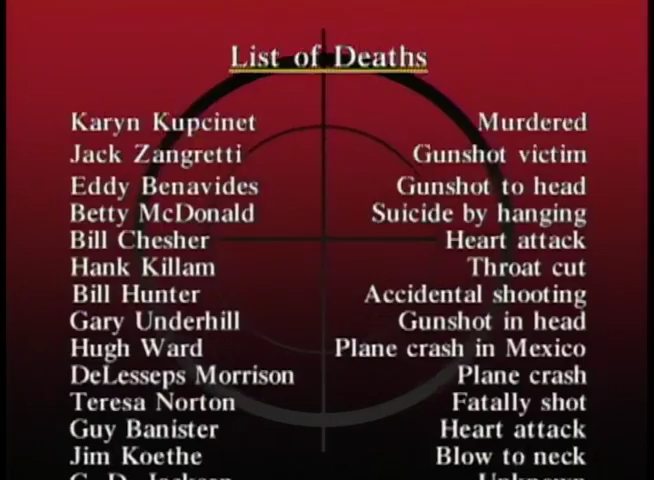 List of Deaths
Karyn Kupcinet Murdered
Jack Zangretti Gunshot victim
Eddy Benavides Gunshot to head
Betty McDonald Suicide by hanging
Bill Chesher Heart attack
Hank Killam Throat cut
Bill Hunter Accidental shooting
Gary Underhill Gunshot in head
Hugh Ward Plane crash in Mexico
DeLesseps Morrison Plane crash
Teresa Norton Fatally shot
Guy Banister Heart attack
Jim Koethe Blow to neck